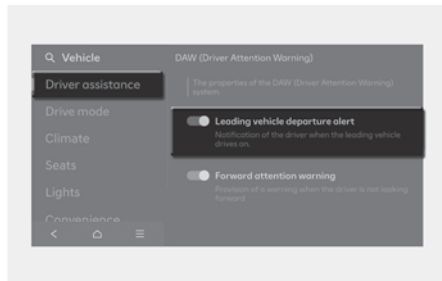 Vehicle
Driver assistance
Drive mode
Climate
Seats
Lights
Convenience
DAW (Driver Attention Warning)
The properties of the DAW (Driver Attention Warning)
system.
Leading vehicle departure alert
Notification of the driver when the leading vehicle
drives on.
Forward attention warning
Provision of a warning when the driver is not looking
forward